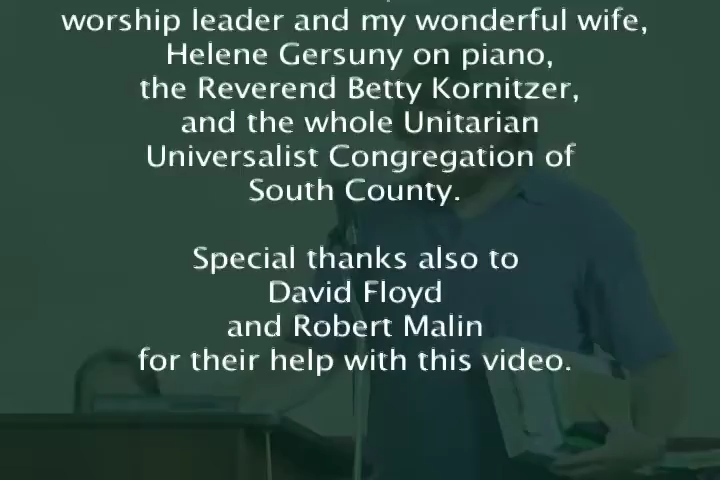 worship leader and my wonderful wife,
Helene Gersuny on piano,
the Reverend Betty Kornitzer,
and the whole Unitarian
Universalist Congregation of
South County.
Special thanks also to
David Floyd
and Robert Malin
for their help with this video.